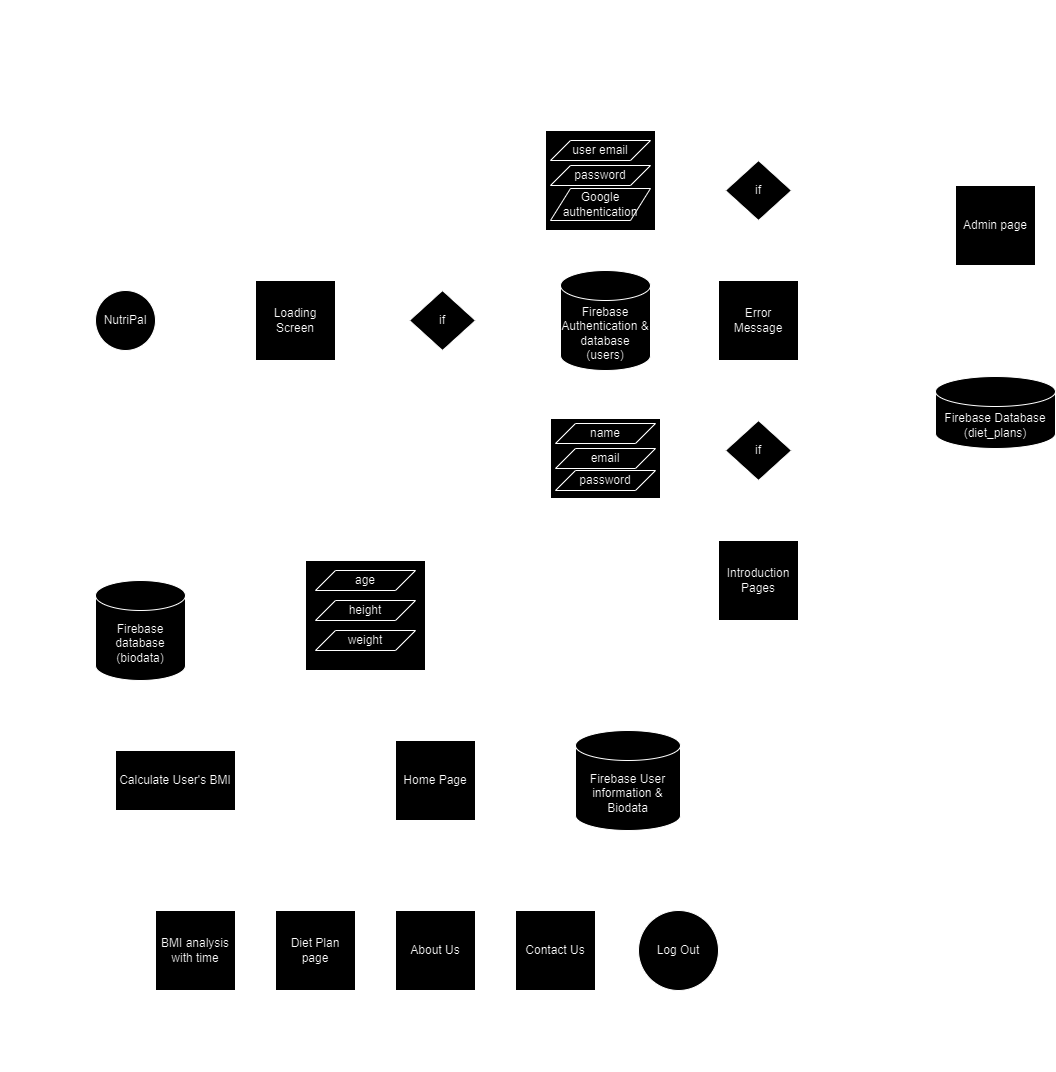 user email
password
Google
authentication
if
Admin page
NutriPal
Loading
Screen
if
Firebase
Authentication &
database
(users)
Error
Message
Firebase Database
(diet_plans)
name
email
password
if
Introduction
Pages
age
height
weight
Firebase
database
(biodata)
Calculate User's BMI
Home Page
Firebase User
information &
Biodata
BMI analysis
with time
Diet Plan
page
About Us
Contact Us
Log Out